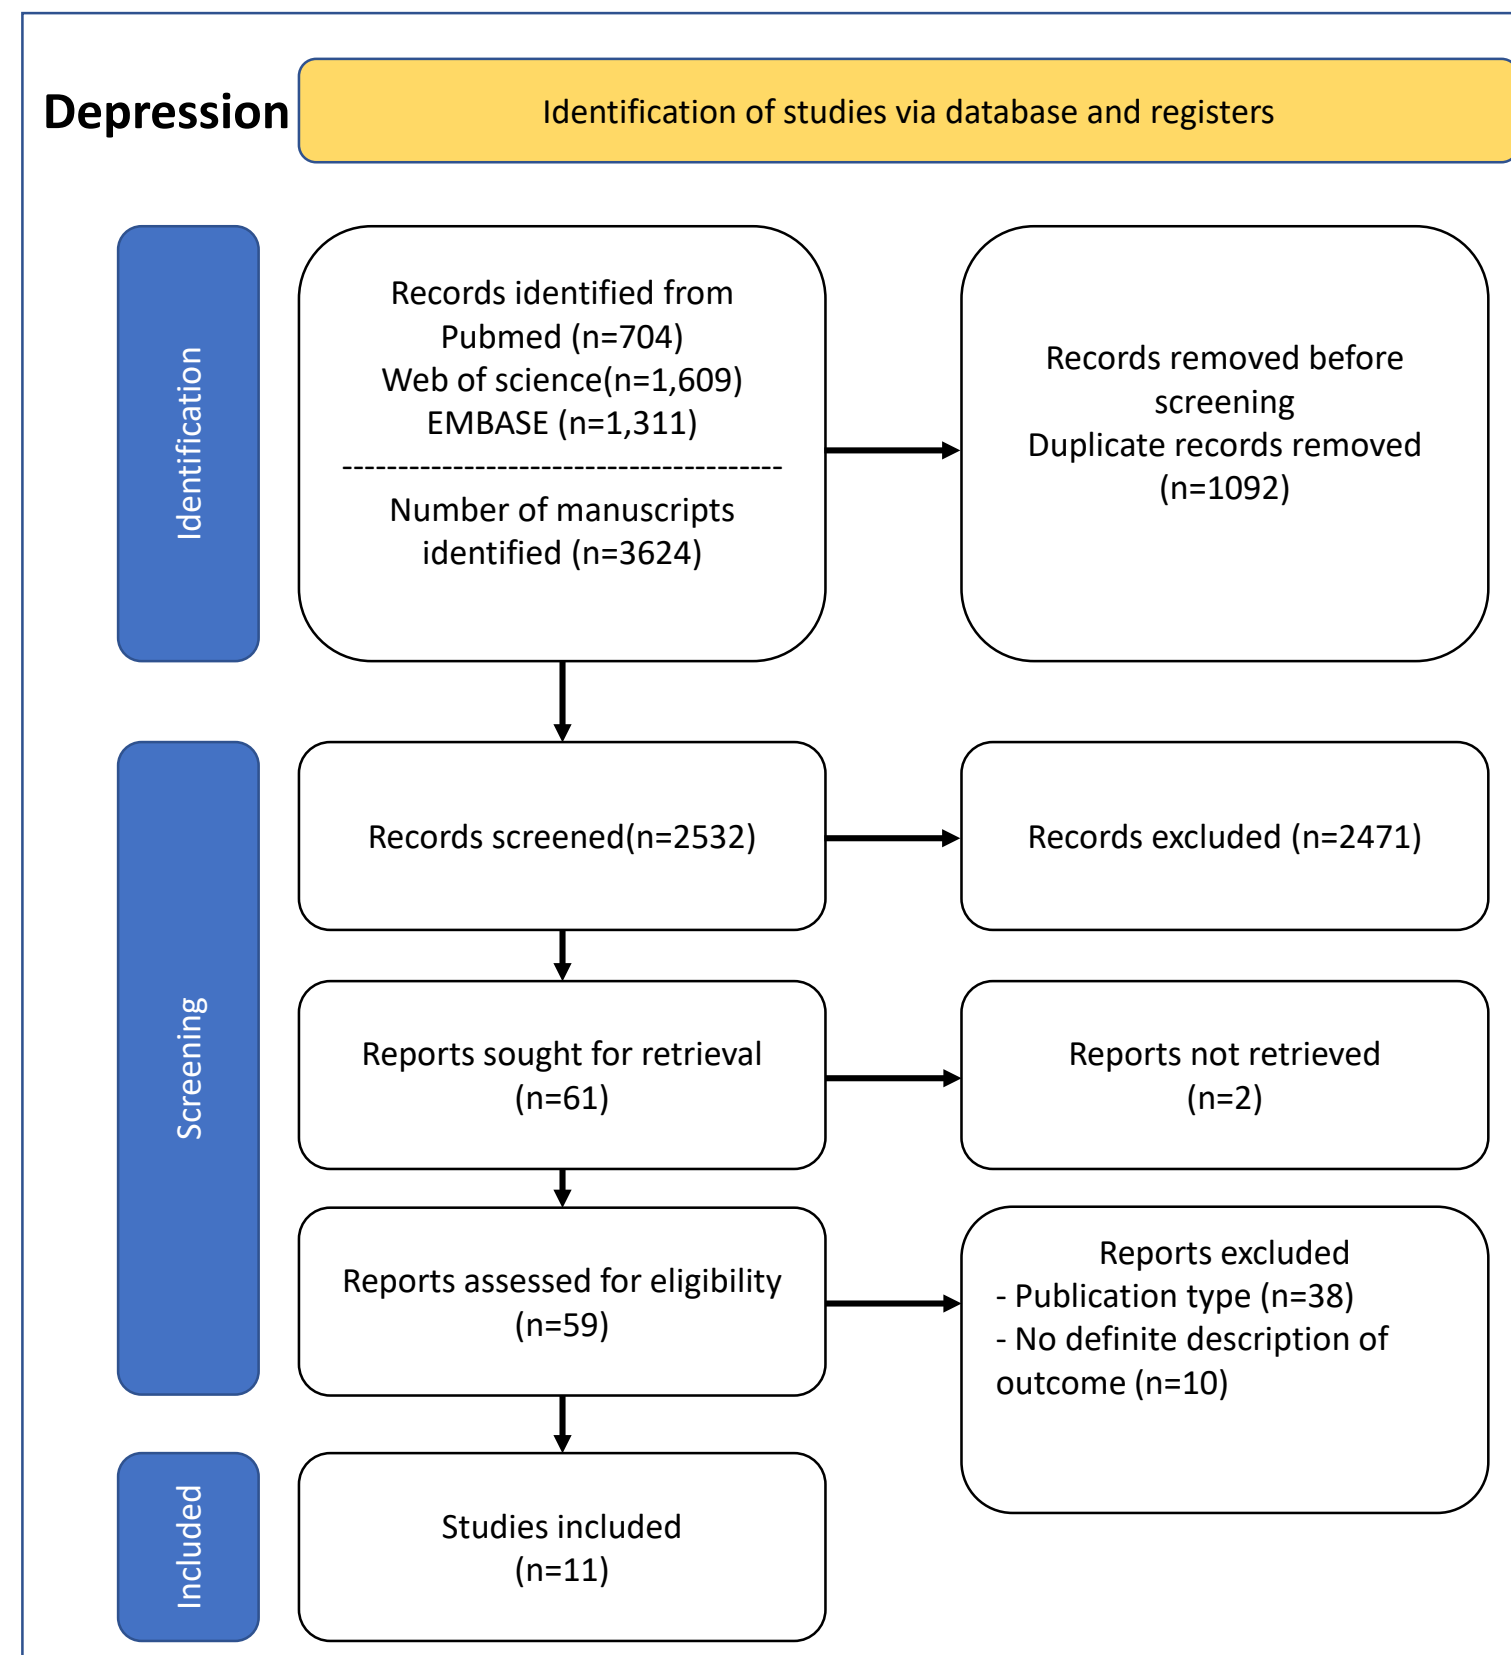 Depression
Identification of studies via database and registers
Identification
Records identified from
Pubmed (n=704)
Web of science(n=1,609)
EMBASE (n=1,311)
----------------------------------------
Number of manuscripts
identified (n=3624)
Records removed before
screening
Duplicate records removed
(n=1092)
Screening
Records screened(n=2532)
Records excluded (n=2471)
Reports sought for retrieval
(n=61)
Reports not retrieved
(n=2)
Reports assessed for eligibility
(n=59)
Reports excluded
- Publication type (n=38)
- No definite description of
outcome (n=10)
Included
Studies included
(n=11)